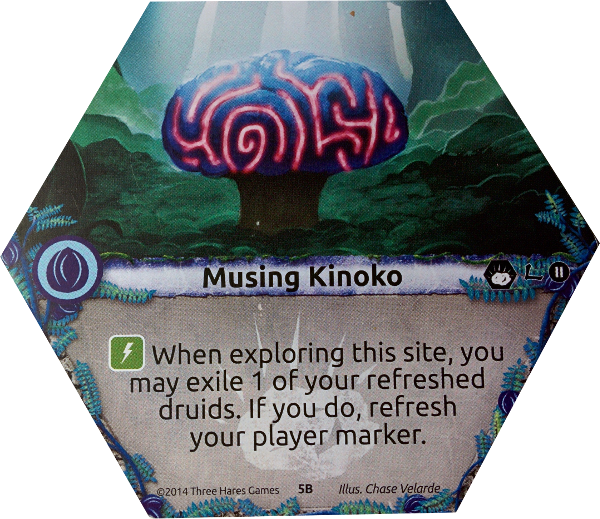 Musing Kinoko
When exploring this site, you
may exile 1 of your refreshed
druids. If you do, refresh
your player marker.
©2014 Three Hares Games 5B Illus. Chase Velarde